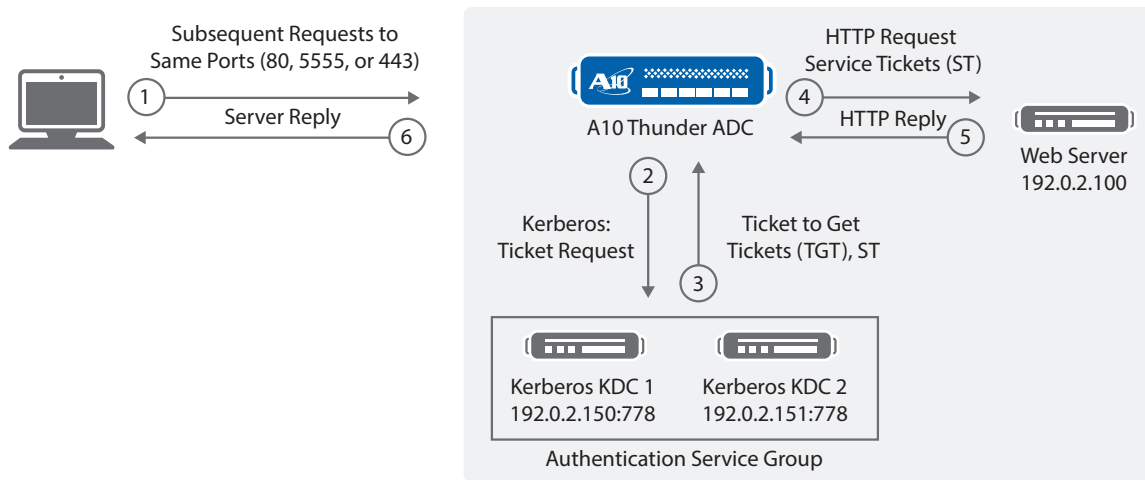 Subsequent Requests to
Same Ports (80, 5555, or 443)
1
Server Reply
6
A10
A10 Thunder ADC
HTTP Request
Service Tickets (ST)
4
HTTP Reply
5
Web Server
192.0.2.100
2
Kerberos:
Ticket Request
Ticket to Get
Tickets (TGT), ST
3
Kerberos KDC 1
192.0.2.150:778
Kerberos KDC 2
192.0.2.151:778
Authentication Service Group